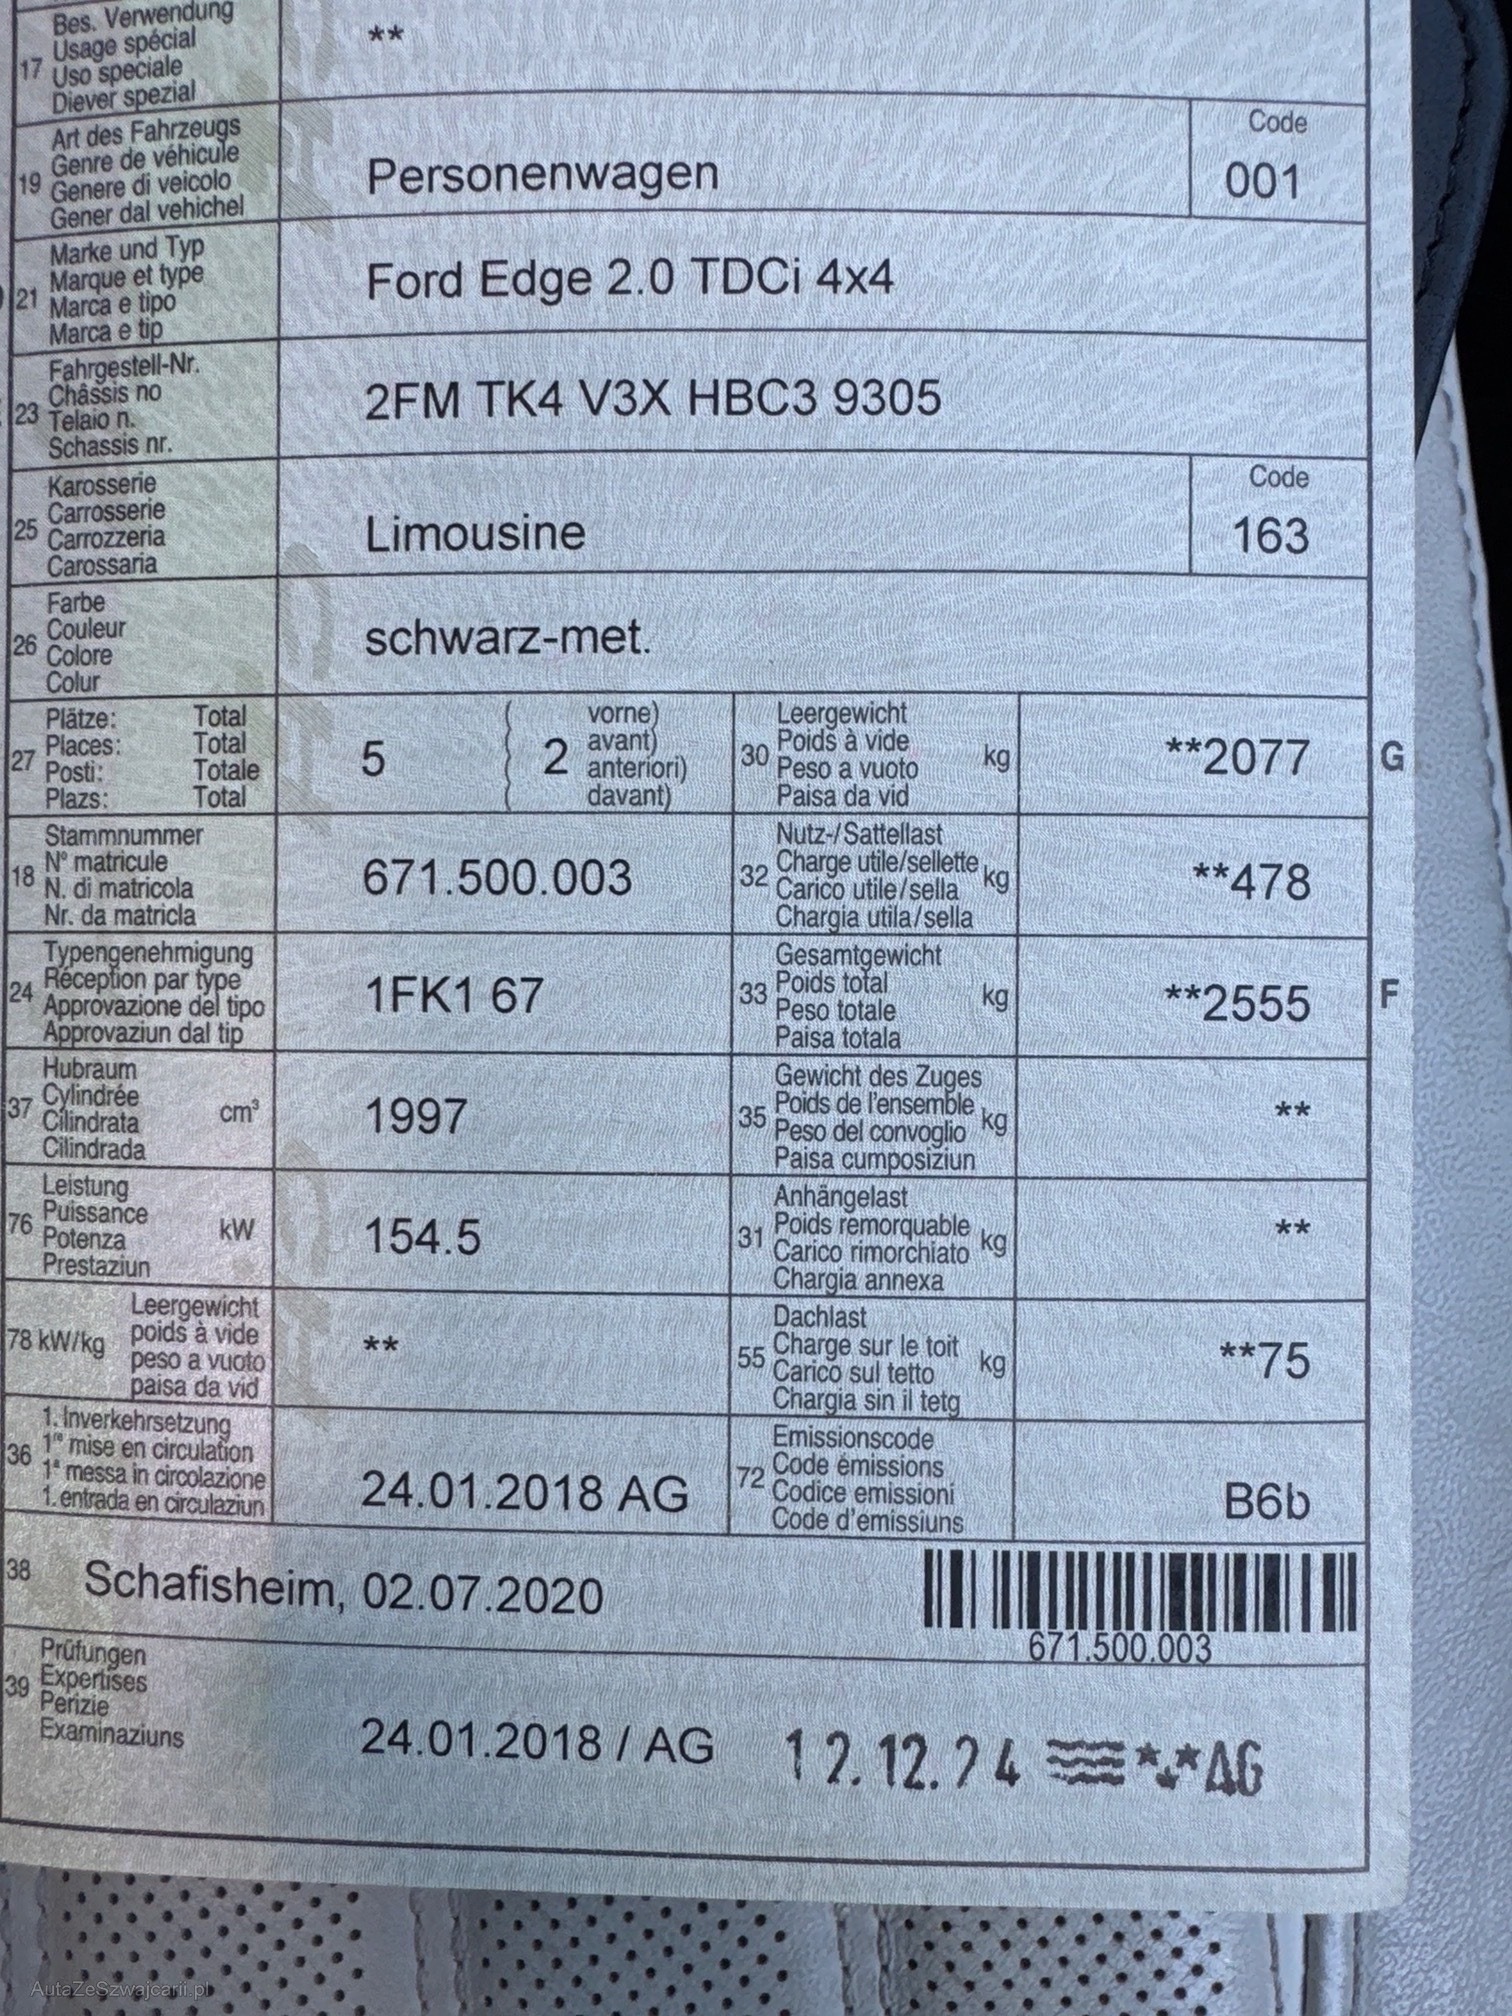 17 Bes. Verwendung
Usage spécial
Uso speciale
Diever spezial
**
19 Art des Fahrzeugs
Genre de véhicule
Genere di veicolo
Gener dal vehichel
Personenwagen
Code
001
21 Marke und Typ
Marque et type
Marca e tipo
Marca e tip
Ford Edge 2.0 TDCi 4x4
23 Fahrgestell-Nr.
Châssis no
Telaio n.
Schassis nr.
2FM TK4 V3X HBC3 9305
25 Karosserie
Carrosserie
Carrozzeria
Carossaria
Limousine
Code
163
26 Farbe
Couleur
Colore
Colur
schwarz-met.
27 Plätze: Total
Places: Total
Posti: Totale
Plazs: Total
5 ( 2 vorne)
avant)
anteriori)
davant)
30 Leergewicht
Poids à vide
Peso a vuoto
Paisa da vid
kg
**2077
G
18 Stammnummer
N° matricule
N. di matricola
Nr. da matricla
671.500.003
32 Nutz-/Sattellast
Charge utile/sellette
Carico utile/sella
Chargia utila/sella
kg
**478
24 Typengenehmigung
Réception par type
Approvazione del tipo
Approvaziun dal tip
1FK1 67
33 Gesamtgewicht
Poids total
Peso totale
Paisa totala
kg
**2555
F
37 Hubraum
Cylindrée
Cilindrata
Cilindrada
cm³
1997
35 Gewicht des Zuges
Poids de l'ensemble
Peso del convoglio
Paisa cumposiziun
kg
**
76 Leistung
Puissance
Potenza
Prestaziun
kW
154.5
31 Anhängelast
Poids remorquable
Carico rimorchiato
Chargia annexa
kg
**
78 kW/kg Leergewicht
poids à vide
peso a vuoto
paisa da vid
**
55 Dachlast
Charge sur le toit
Carico sul tetto
Chargia sin il tetg
kg
**75
36 1. Inverkehrsetzung
1re mise en circulation
1a messa in circolazione
1. entrada en circulaziun
24.01.2018 AG
72 Emissionscode
Code émissions
Codice emissioni
Code d'emissiuns
B6b
38 Schafisheim, 02.07.2020
671.500.003
39 Prüfungen
Expertises
Perizie
Examinaziuns
24.01.2018 / AG
12.12.24 AG
AutaZeSzwajcarii.pl